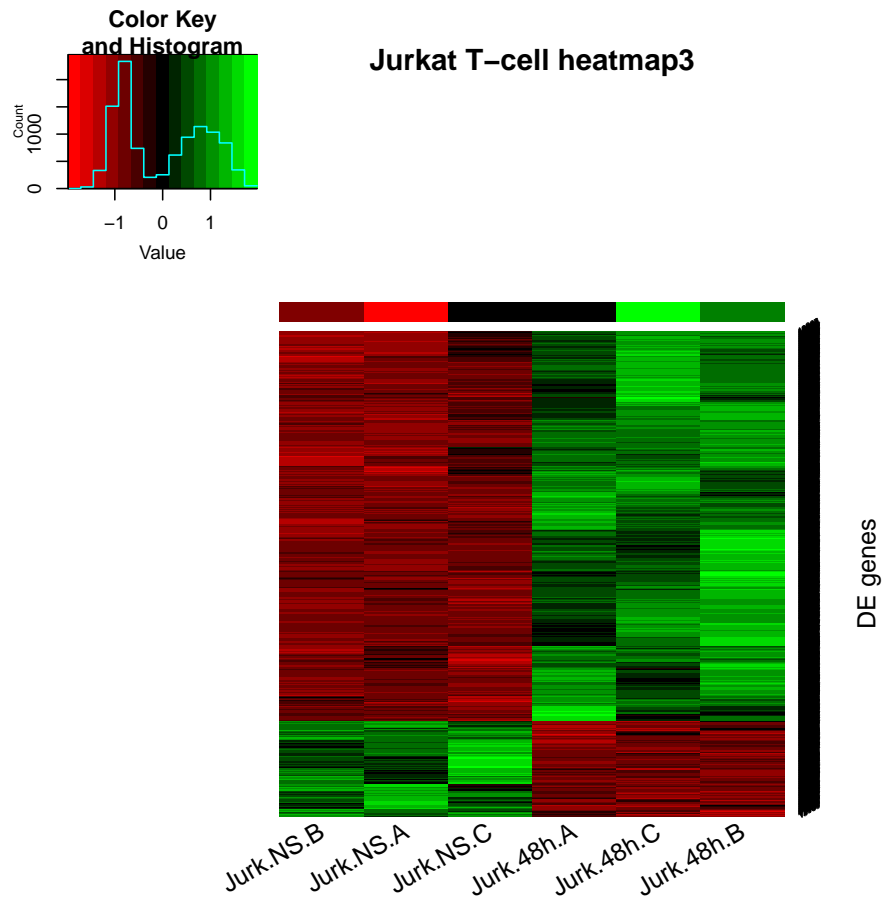 Color Key
and Histogram
Jurkat T−cell heatmap3
Count
0
1000
−1
0
1
Value
DE genes
Jurk.NS.B
Jurk.NS.A
Jurk.NS.C
Jurk.48h.A
Jurk.48h.C
Jurk.48h.B